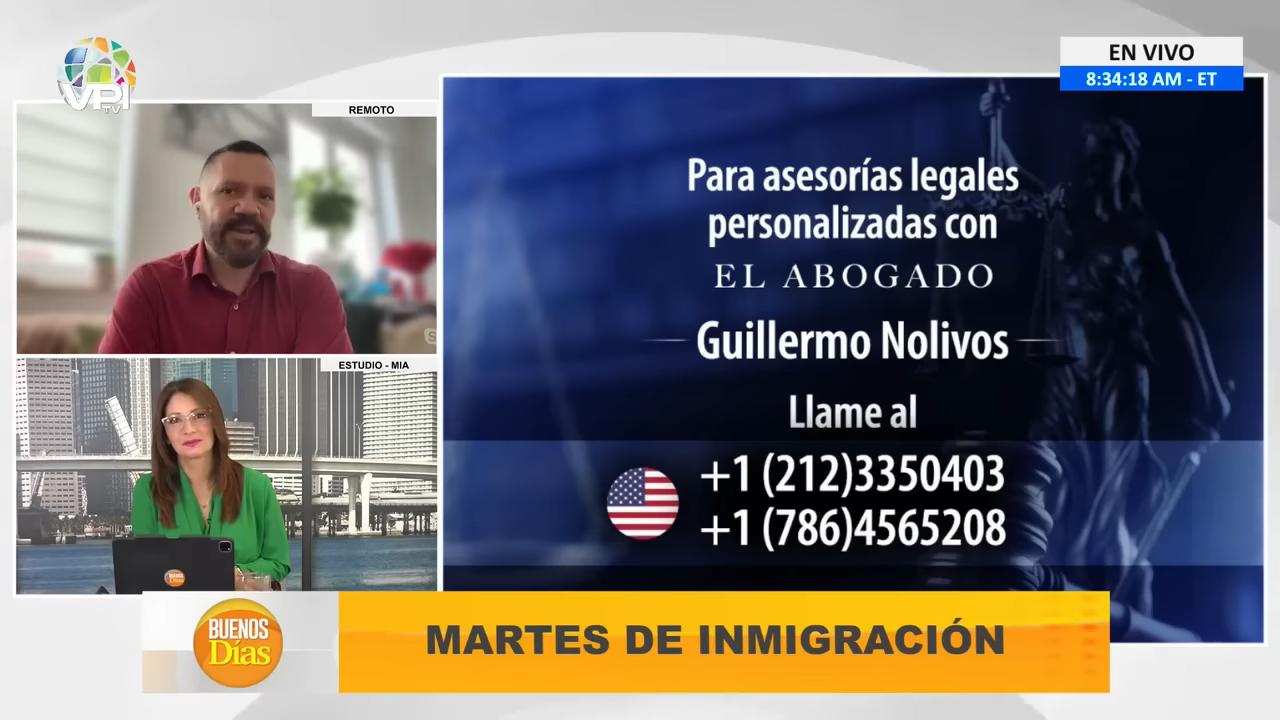 VPI
TV
REMOTO
EN VIVO
8:34:18 AM - ET
Para asesorías legales
personalizadas con
EL ABOGADO
Guillermo Nolivos
Llame al
+1 (212)3350403
+1 (786)4565208
ESTUDIO - MIA
BUENOS
Días
MARTES DE INMIGRACIÓN